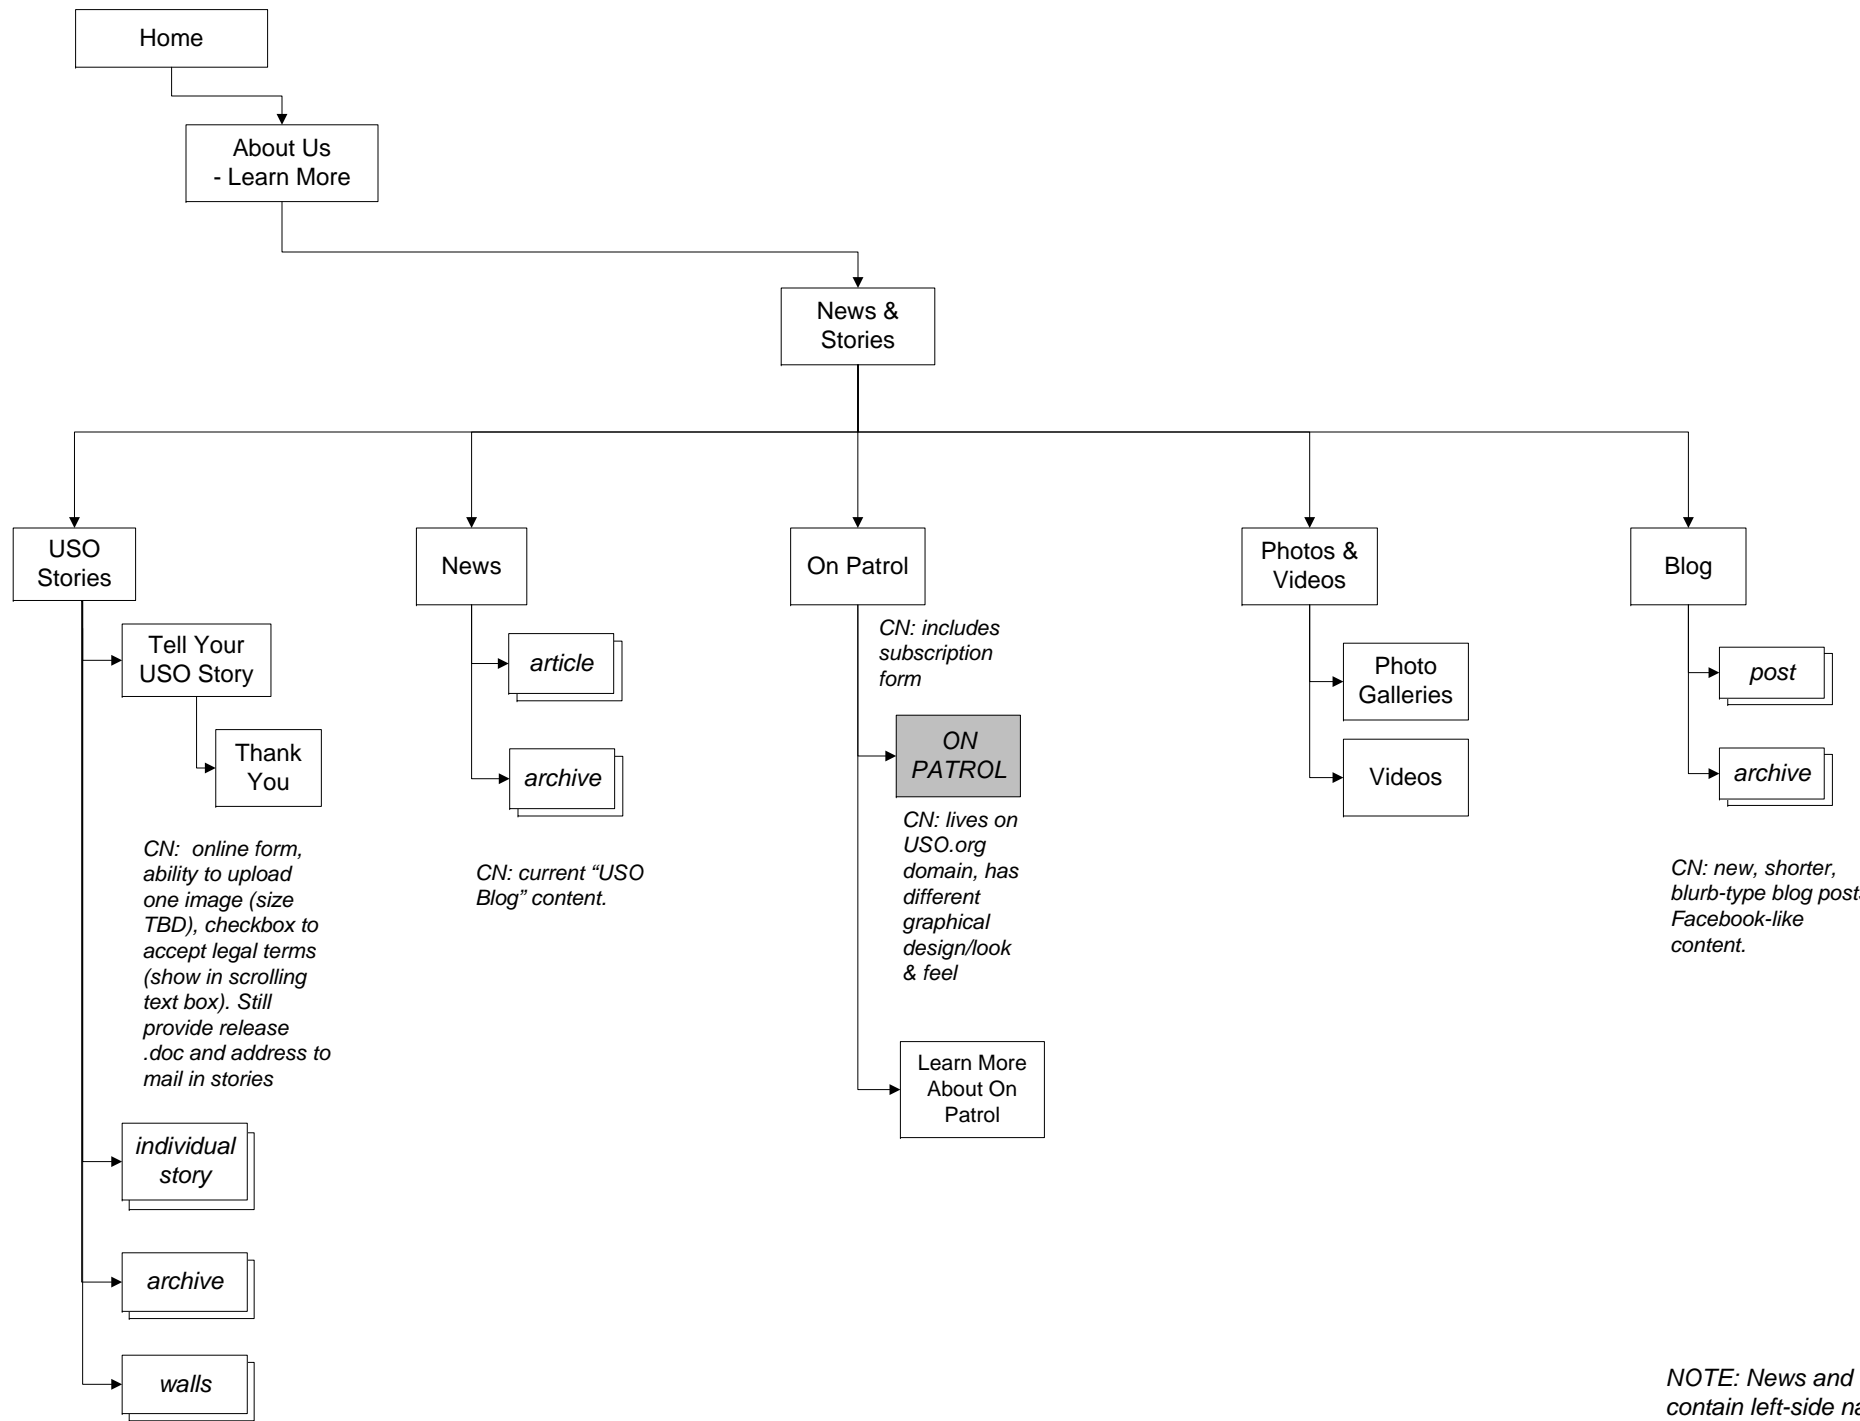 Home
About Us
- Learn More
News &
Stories
USO
Stories
News
On Patrol
Photos &
Videos
Blog
Tell Your
USO Story
Thank
You
CN:  online form,
ability to upload
one image (size
TBD), checkbox to
accept legal terms
(show in scrolling
text box). Still
provide release
.doc and address to
mail in stories
individual
story
archive
walls
article
archive
CN: current “USO
Blog” content.
CN: includes
subscription
form
ON
PATROL
CN: lives on
USO.org
domain, has
different
graphical
design/look
& feel
Learn More
About On
Patrol
Photo
Galleries
Videos
post
archive
CN: new, shorter,
blurb-type blog
Facebook-like
content.
NOTE: News and
contain left-side